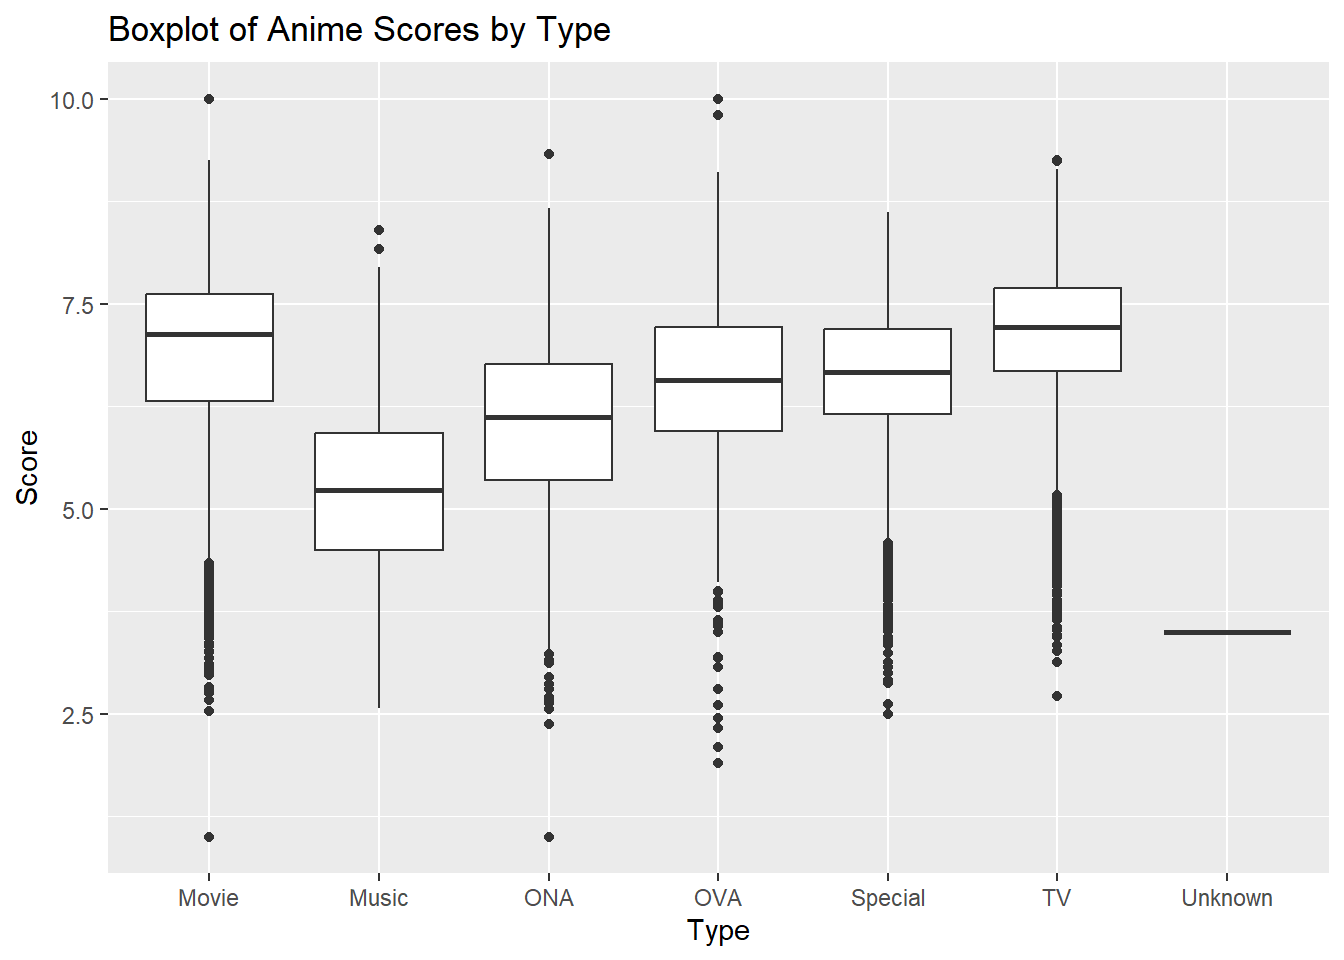 Boxplot of Anime Scores by Type
10.0
7.5
5.0
2.5
Score
Movie Music ONA OVA Special TV Unknown
Type